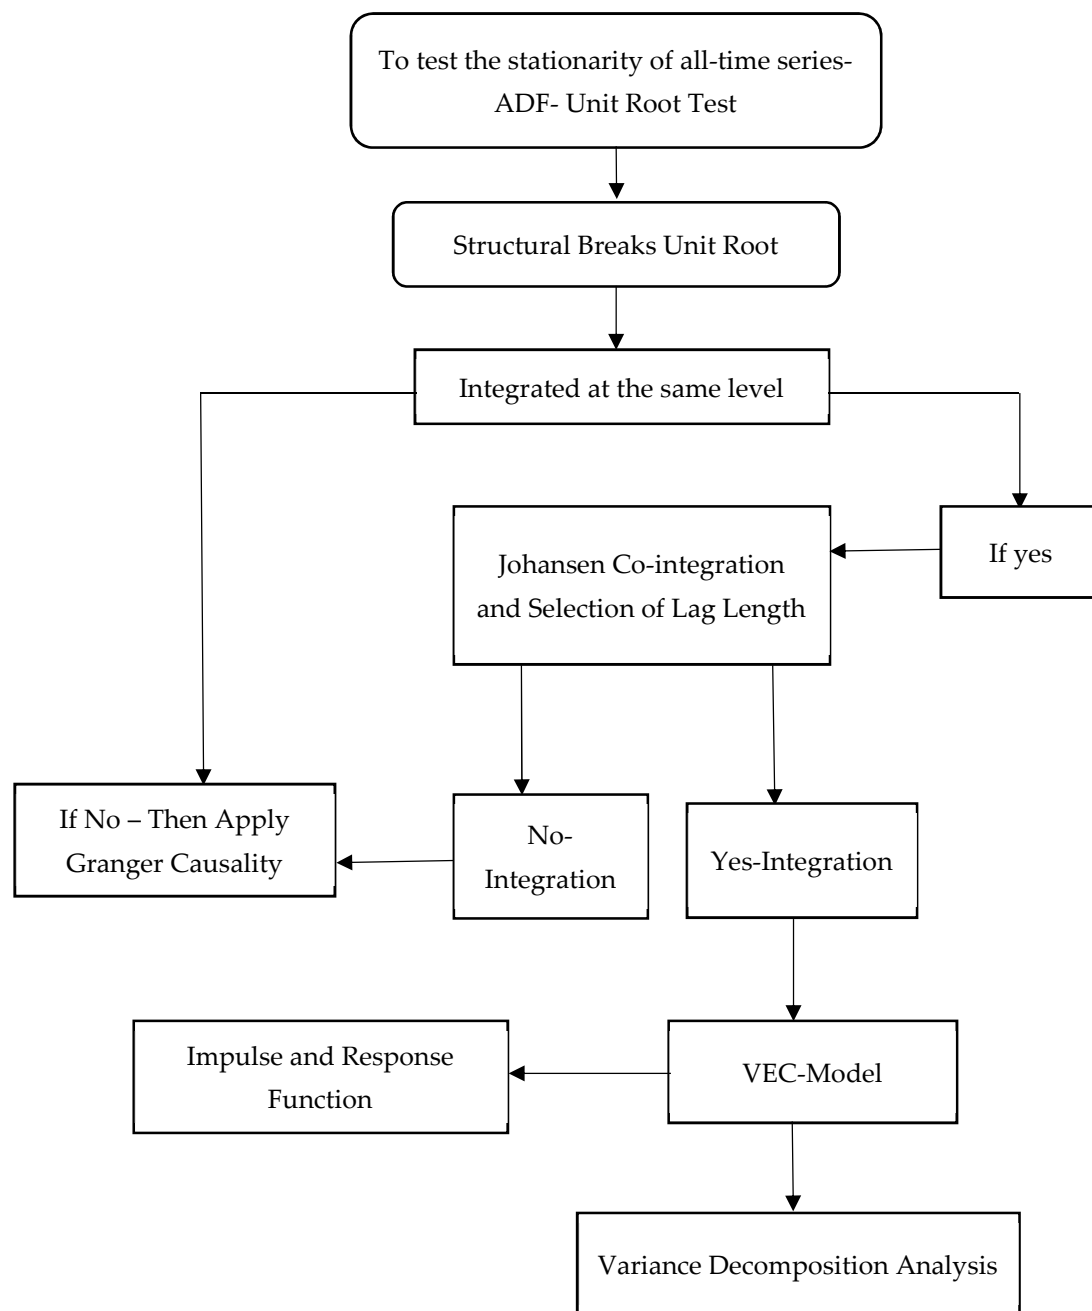 To test the stationarity of all-time series-
ADF- Unit Root Test
Structural Breaks Unit Root
Integrated at the same level
If yes
Johansen Co-integration
and Selection of Lag Length
If No – Then Apply
Granger Causality
No-
Integration
Yes-Integration
Impulse and Response
Function
VEC-Model
Variance Decomposition Analysis